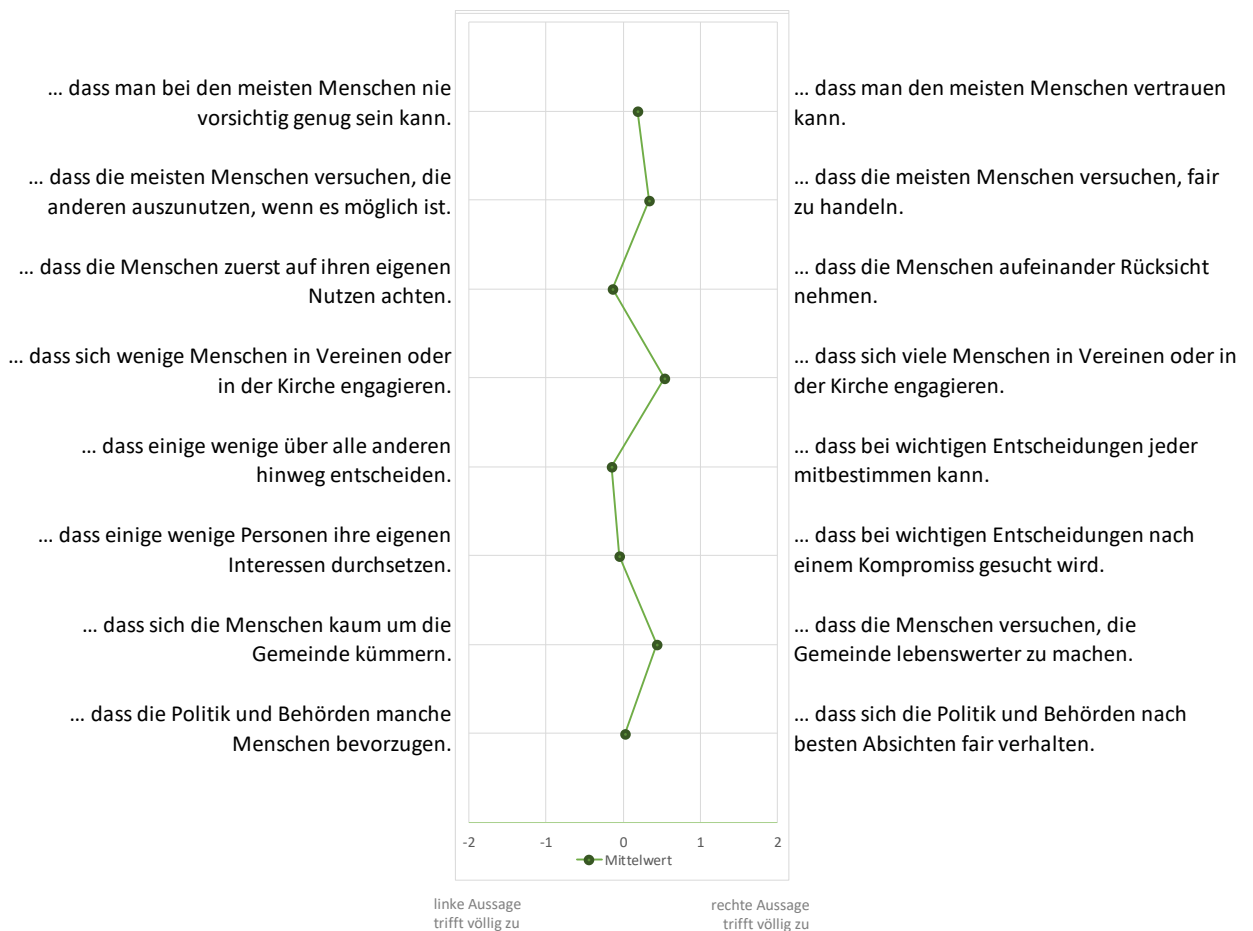 ... dass man bei den meisten Menschen nie
vorsichtig genug sein kann.
... dass man den meisten Menschen vertrauen
kann.
... dass die meisten Menschen versuchen, die
anderen auszunutzen, wenn es möglich ist.
... dass die meisten Menschen versuchen, fair
zu handeln.
... dass die Menschen zuerst auf ihren eigenen
Nutzen achten.
... dass die Menschen aufeinander Rücksicht
nehmen.
... dass sich wenige Menschen in Vereinen oder
in der Kirche engagieren.
... dass sich viele Menschen in Vereinen oder in
der Kirche engagieren.
... dass einige wenige über alle anderen
hinweg entscheiden.
... dass bei wichtigen Entscheidungen jeder
mitbestimmen kann.
... dass einige wenige Personen ihre eigenen
Interessen durchsetzen.
... dass bei wichtigen Entscheidungen nach
einem Kompromiss gesucht wird.
... dass sich die Menschen kaum um die
Gemeinde kümmern.
... dass die Menschen versuchen, die
Gemeinde lebenswerter zu machen.
... dass die Politik und Behörden manche
Menschen bevorzugen.
... dass sich die Politik und Behörden nach
besten Absichten fair verhalten.
-2 -1 0 1 2
Mittelwert
linke Aussage
trifft völlig zu
rechte Aussage
trifft völlig zu